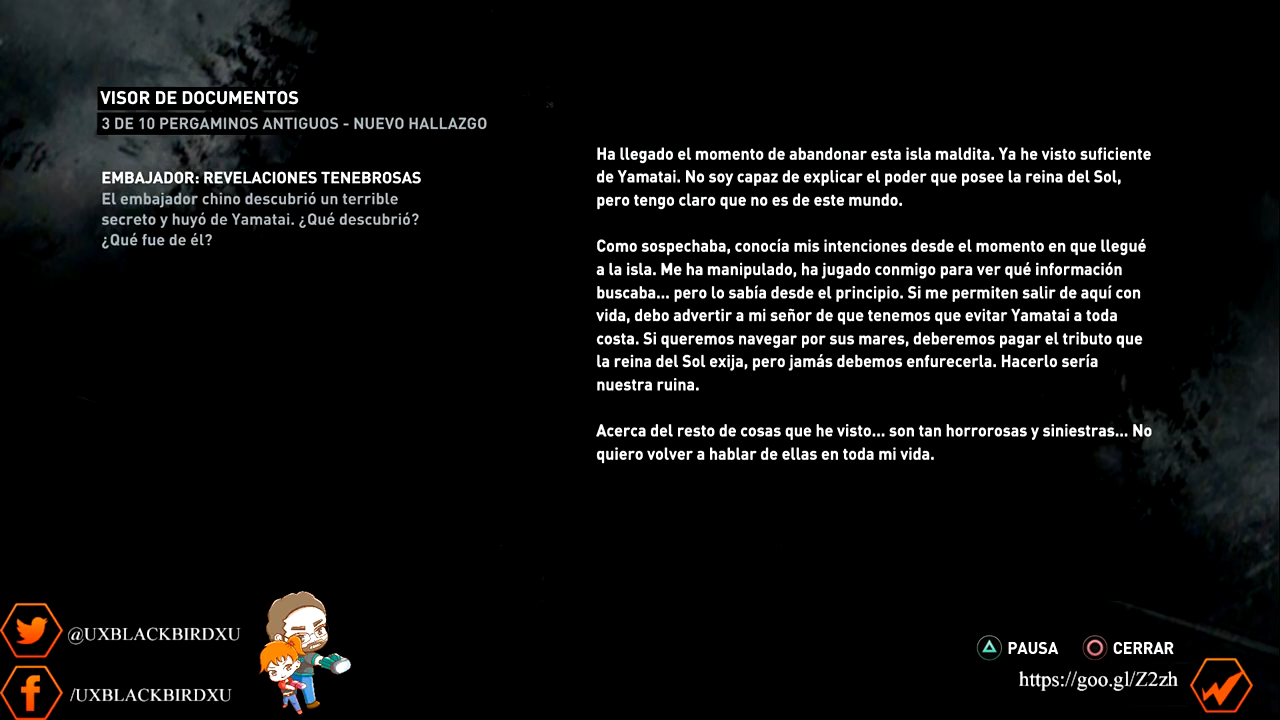 VISOR DE DOCUMENTOS
3 DE 10 PERGAMINOS ANTIGUOS - NUEVO HALLAZGO
EMBAJADOR: REVELACIONES TENEBROSAS
El embajador chino descubrió un terrible
secreto y huyó de Yamatai. ¿Qué descubrió?
¿Qué fue de él?
Ha llegado el momento de abandonar esta isla maldita. Ya he visto suficiente
de Yamatai. No soy capaz de explicar el poder que posee la reina del Sol,
pero tengo claro que no es de este mundo.
Como sospechaba, conocía mis intenciones desde el momento en que llegué
a la isla. Me ha manipulado, ha jugado conmigo para ver qué información
buscaba... pero lo sabía desde el principio. Si me permiten salir de aquí con
vida, debo advertir a mi señor de que tenemos que evitar Yamatai a toda
costa. Si queremos navegar por sus mares, deberemos pagar el tributo que
la reina del Sol exija, pero jamás debemos enfurecerla. Hacerlo sería
nuestra ruina.
Acerca del resto de cosas que he visto... son tan horrorosas y siniestras... No
quiero volver a hablar de ellas en toda mi vida.
@UXBLACKBIRDXU
/UXBLACKBIRDXU
PAUSA CERRAR
https://goo.gl/Z2zh